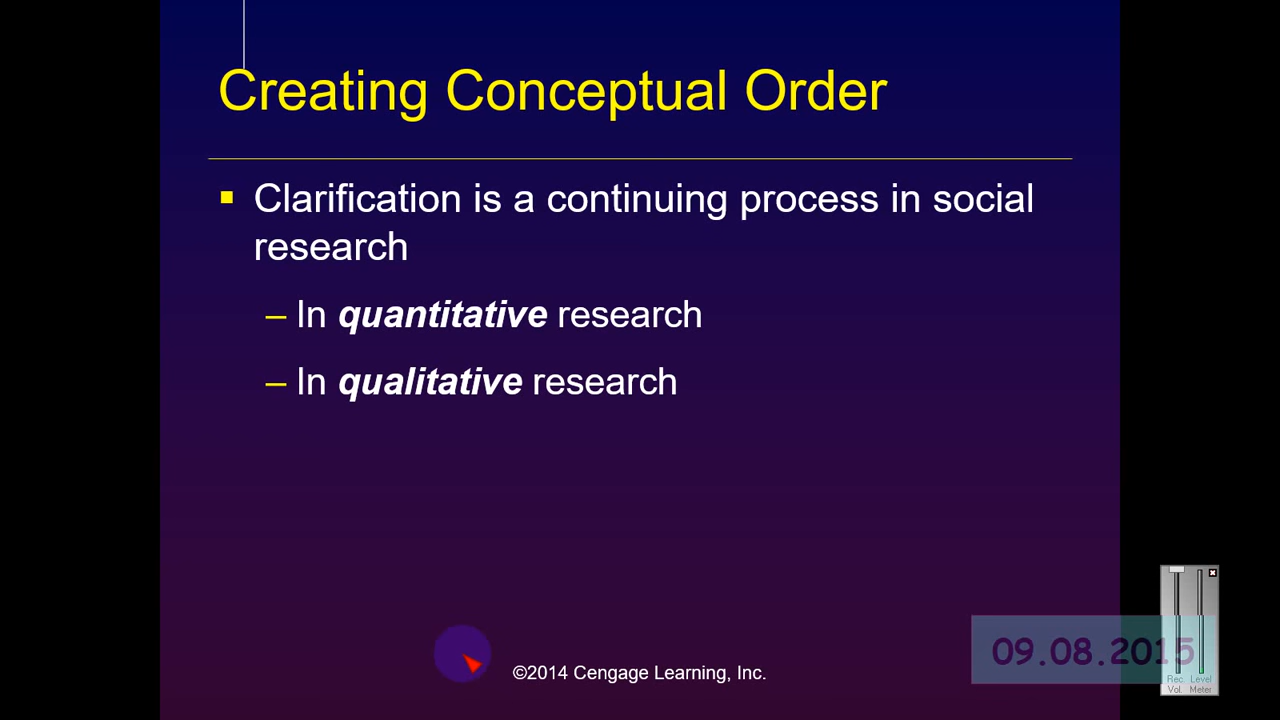 Creating Conceptual Order
▪ Clarification is a continuing process in social
research
– In quantitative research
– In qualitative research
©2014 Cengage Learning, Inc.
09.08.2015
Rec Level
Vol. Meter